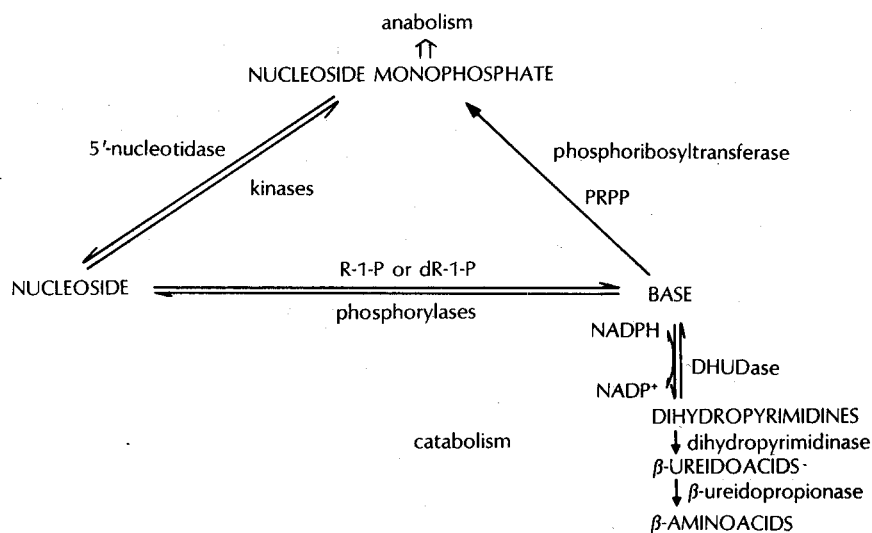 anabolism
⇑
NUCLEOSIDE MONOPHOSPHATE
5'-nucleotidase
phosphoribosyltransferase
kinases
PRPP
R-1-P or dR-1-P
NUCLEOSIDE
BASE
phosphorylases
NADPH
DHUDase
NADP⁺
DIHYDROPYRIMIDINES
catabolism
dihydropyrimidinase
β-UREIDOACIDS
β-ureidopropionase
β-AMINOACIDS